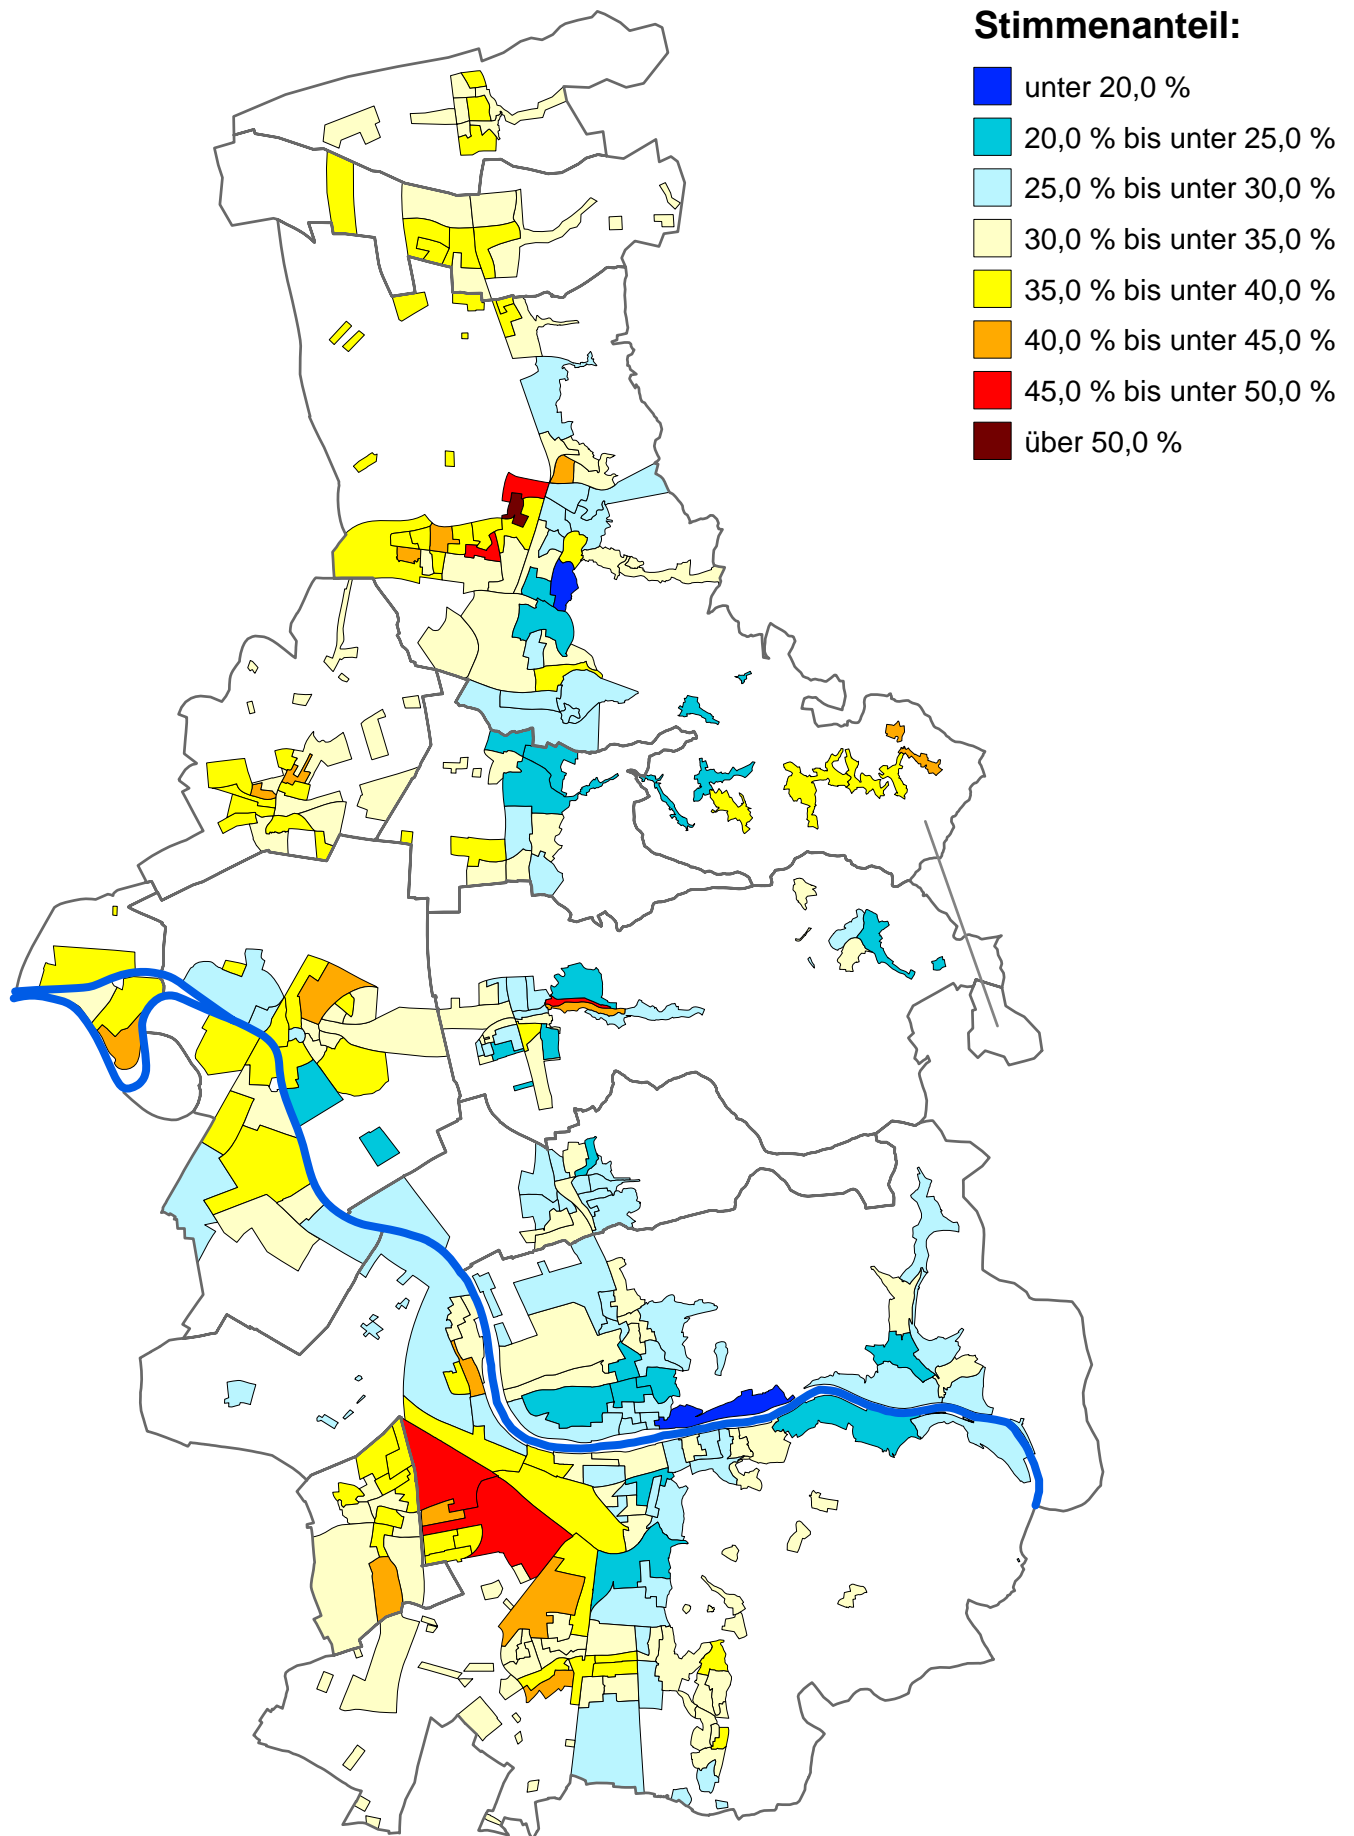 Stimmenanteil:
unter 20,0 %
20,0 % bis unter 25,0 %
25,0 % bis unter 30,0 %
30,0 % bis unter 35,0 %
35,0 % bis unter 40,0 %
40,0 % bis unter 45,0 %
45,0 % bis unter 50,0 %
über 50,0 %